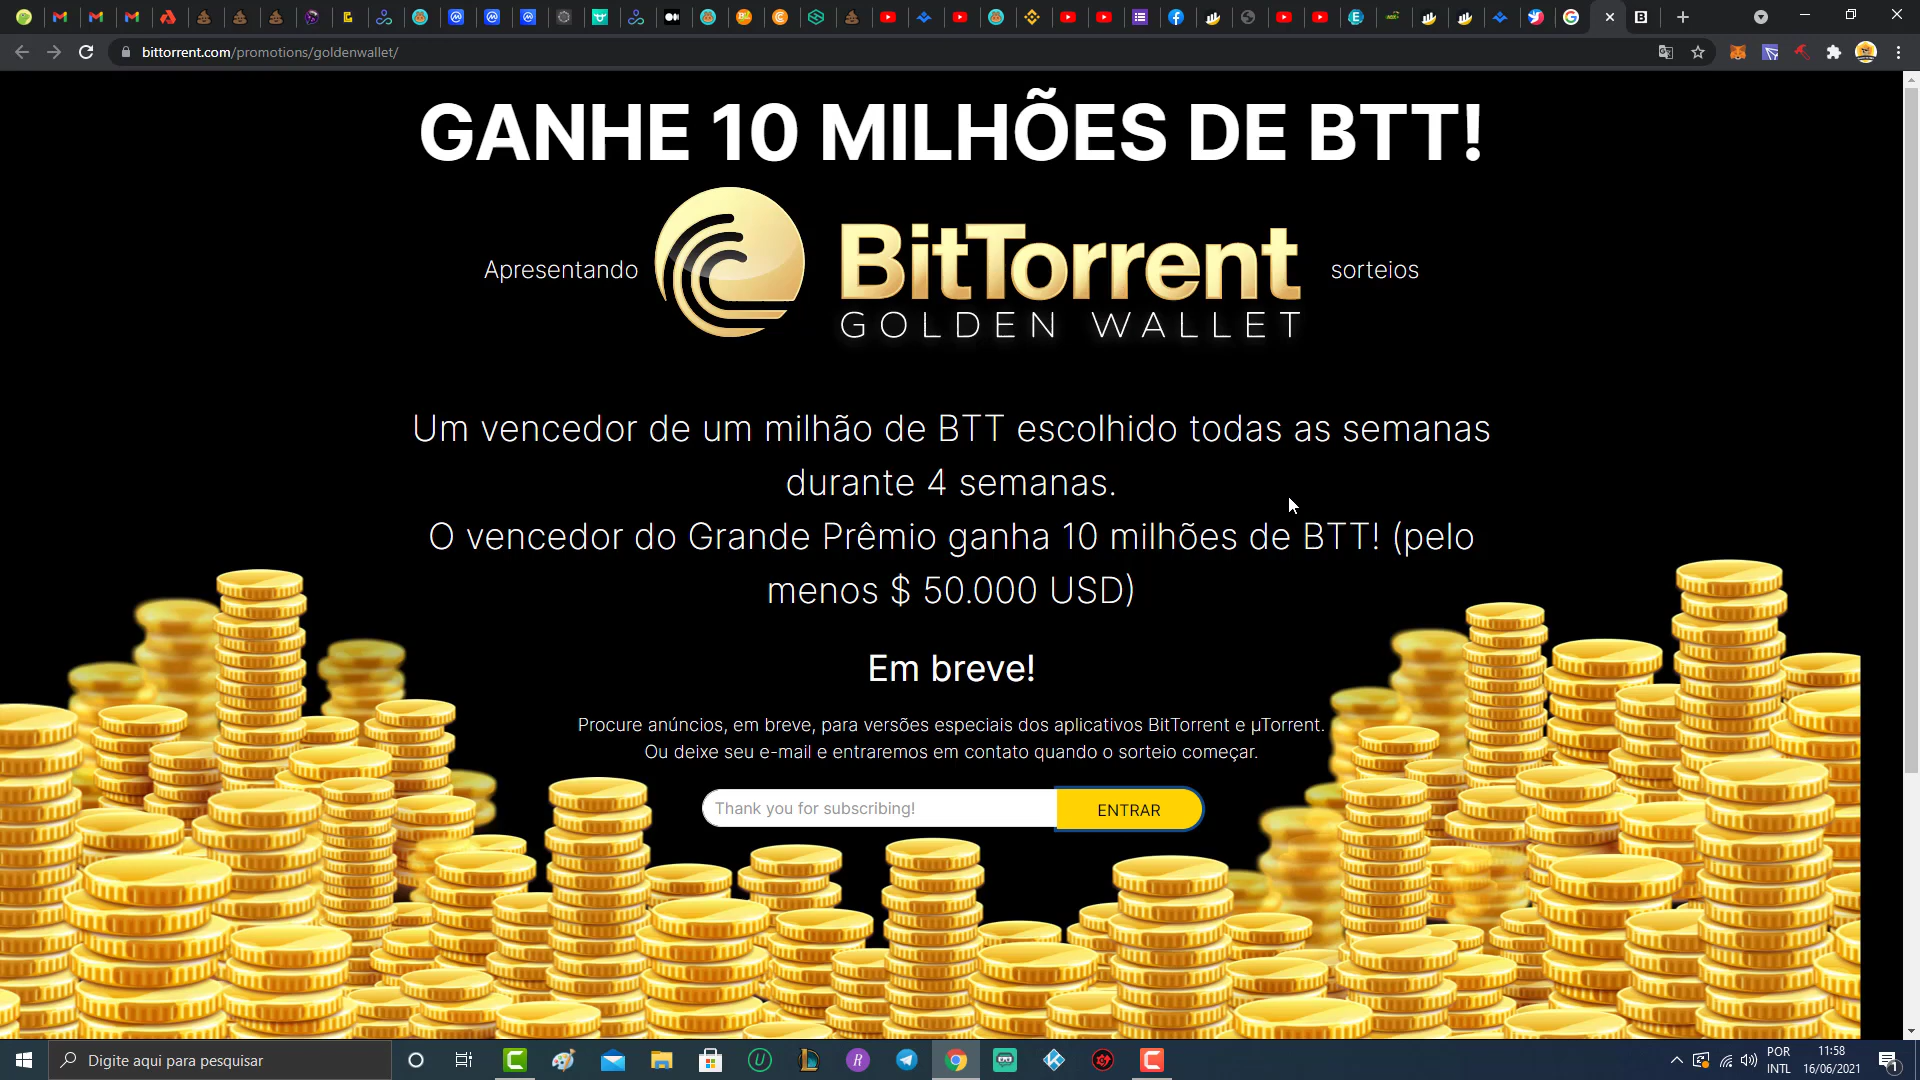 bittorrent.com/promotions/goldenwallet/
GANHE 10 MILHÕES DE BTT!
Apresentando
BitTorrent
GOLDEN WALLET
sorteios
Um vencedor de um milhão de BTT escolhido todas as semanas
durante 4 semanas.
O vencedor do Grande Prêmio ganha 10 milhões de BTT! (pelo
menos $ 50.000 USD)
Em breve!
Procure anúncios, em breve, para versões especiais dos aplicativos BitTorrent e µTorrent.
Ou deixe seu e-mail e entraremos em contato quando o sorteio começar.
Thank you for subscribing!
ENTRAR
Digite aqui para pesquisar
POR
INTL
11:58
16/06/2021
1